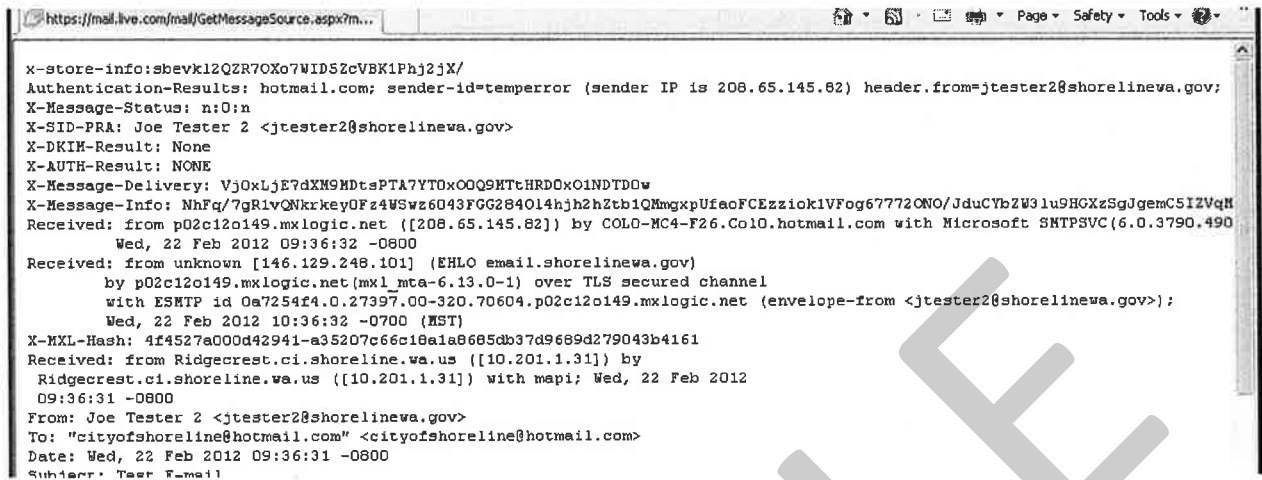 https://mail.live.com/mail/GetMessageSource.aspx?m...
Page Safety Tools
x-store-info:sbevkl2QZR7OXo7WID5ZcVBK1Phj2jX/
Authentication-Results: hotmail.com; sender-id=temperror (sender IP is 208.65.145.82) header.from=jtester2@shorelinewa.gov;
X-Message-Status: n:0:n
X-SID-PRA: Joe Tester 2 <jtester2@shorelinewa.gov>
X-DKIM-Result: None
X-AUTH-Result: NONE
X-Message-Delivery: Vj0xLjE7dXM9MDtsPTA7YT0xO0Q9MTtHRD0xO1NDTD0w
X-Message-Info:
Received: from p02c12o149.mxlogic.net ([208.65.145.82]) by COL0-MC4-F26.Col0.hotmail.com with Microsoft SMTPSVC(6.0.3790.490
Wed, 22 Feb 2012 09:36:32 -0800
Received: from unknown [146.129.248.101] (EHLO email.shorelinewa.gov)
by p02c12o149.mxlogic.net(mxl_mta-6.13.0-1) over TLS secured channel
with ESMTP id 0a7254f4.0.27397.00-320.70604.p02c12o149.mxlogic.net (envelope-from <jtester2@shorelinewa.gov>);
Wed, 22 Feb 2012 10:36:32 -0700 (MST)
X-MXL-Hash: 4f4527a000d42941-a35207c66c18a1a8685db37d9689d279043b4161
Received: from Ridgecrest.ci.shoreline.wa.us ([10.201.1.31]) by
Ridgecrest.ci.shoreline.wa.us ([10.201.1.31]) with mapi; Wed, 22 Feb 2012
09:36:31 -0800
From: Joe Tester 2 <jtester2@shorelinewa.gov>
To: "cityofshoreline@hotmail.com" <cityofshoreline@hotmail.com>
Date: Wed, 22 Feb 2012 09:36:31 -0800
Subject: Test E-mail